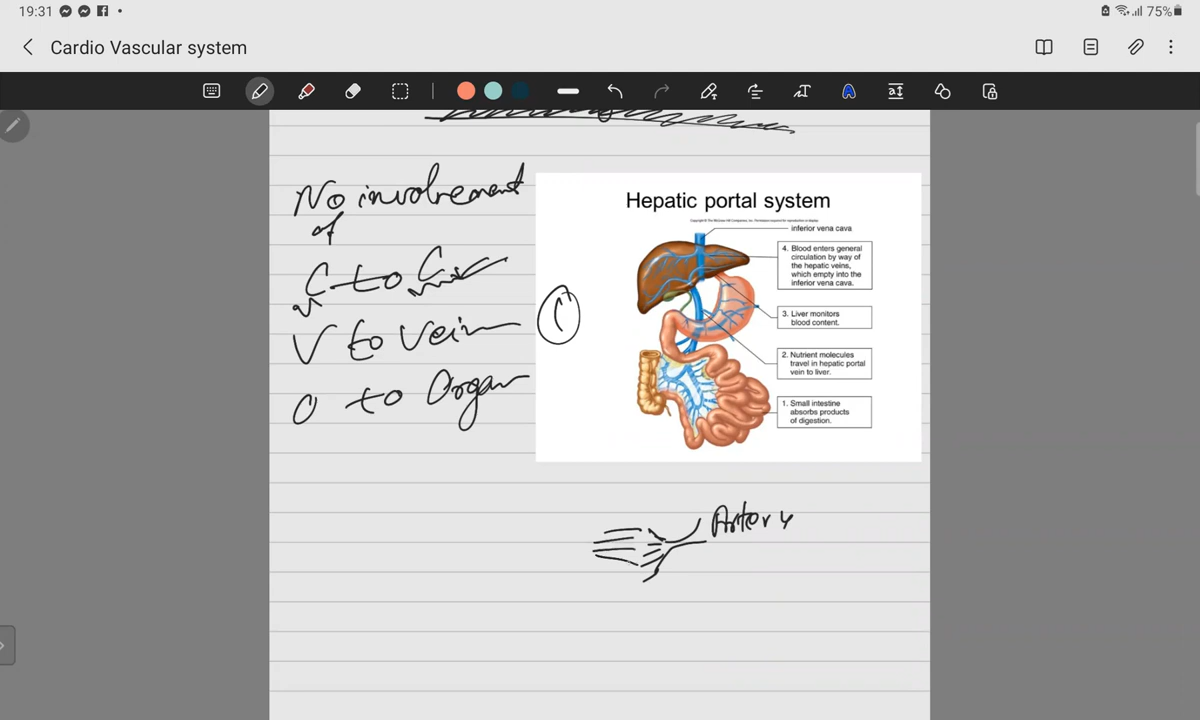 19:31
75%
Cardio Vascular system
No involvement
of
C to
V to vein
O to Organ
Hepatic portal system
inferior vena cava
4. Blood enters general
circulation by way of
the hepatic veins,
which empty into the
inferior vena cava.
3. Liver monitors
blood content.
2. Nutrient molecules
travel in hepatic portal
vein to liver.
1. Small intestine
absorbs products
of digestion.
Artery